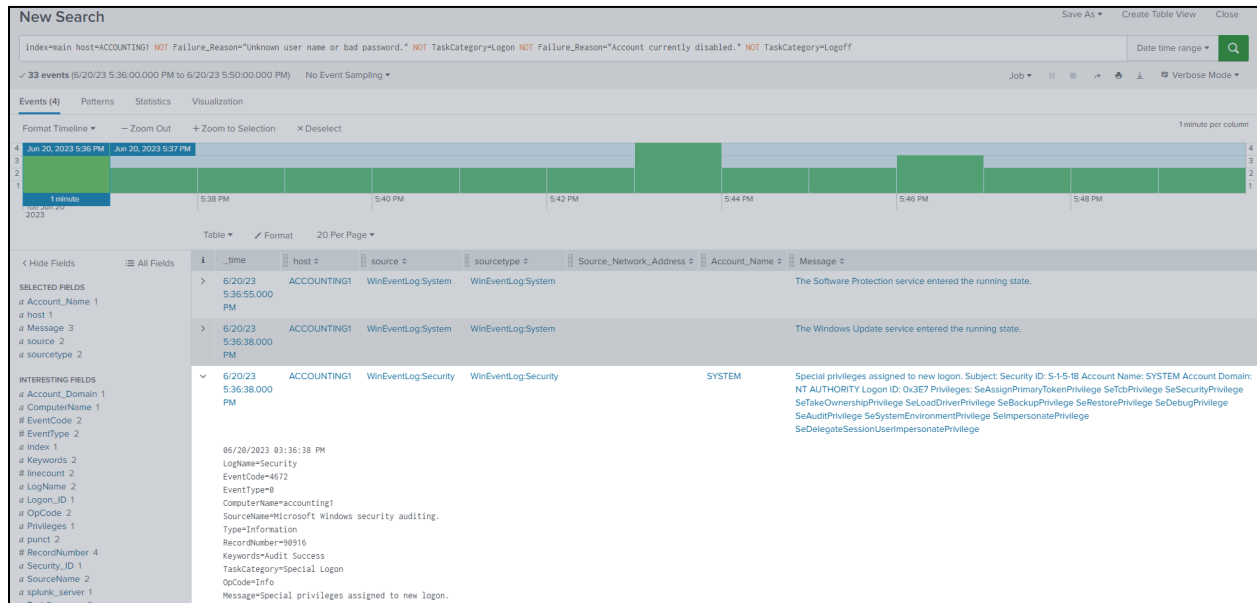 New Search
Save As ▾ Create Table View Close
index=main host=ACCOUNTING1 NOT Failure_Reason="Unknown user name or bad password." NOT TaskCategory=Logon NOT Failure_Reason="Account currently disabled." NOT TaskCategory=Logoff
Date time range ▾
✓ 33 events (6/20/23 5:36:00.000 PM to 6/20/23 5:50:00.000 PM) No Event Sampling ▾
Job ▾ Verbose Mode ▾
Events (4) Patterns Statistics Visualization
Format Timeline ▾ — Zoom Out + Zoom to Selection × Deselect
1 minute per column
4 Jun 20, 2023 5:36 PM Jun 20, 2023 5:37 PM 4
3 3
2 2
1 1
1 minute 5:38 PM 5:40 PM 5:42 PM 5:44 PM 5:46 PM 5:48 PM
Tue Jun 20
2023
Table ▾ Format 20 Per Page ▾
< Hide Fields All Fields
i _time host source sourcetype Source_Network_Address Account_Name Message
SELECTED FIELDS
a Account_Name 1
a host 1
a Message 3
a source 2
a sourcetype 2
INTERESTING FIELDS
a Account_Domain 1
a ComputerName 1
# EventCode 2
# EventType 2
a index 1
a Keywords 2
# linecount 2
a LogName 2
a Logon_ID 1
a OpCode 2
a Privileges 1
a punct 2
# RecordNumber 4
a Security_ID 1
a SourceName 2
a splunk_server 1
> 6/20/23 ACCOUNTING1 WinEventLog:System WinEventLog:System The Software Protection service entered the running state.
5:36:55.000
PM
> 6/20/23 ACCOUNTING1 WinEventLog:System WinEventLog:System The Windows Update service entered the running state.
5:36:38.000
PM
6/20/23 ACCOUNTING1 WinEventLog:Security WinEventLog:Security SYSTEM Special privileges assigned to new logon. Subject: Security ID: S-1-5-18 Account Name: SYSTEM Account Domain:
5:36:38.000 NT AUTHORITY Logon ID: 0x3E7 Privileges: SeAssignPrimaryTokenPrivilege SeTcbPrivilege SeSecurityPrivilege
PM SeTakeOwnershipPrivilege SeLoadDriverPrivilege SeBackupPrivilege SeRestorePrivilege SeDebugPrivilege
SeAuditPrivilege SeSystemEnvironmentPrivilege SeImpersonatePrivilege
SeDelegateSessionUserImpersonatePrivilege
06/20/2023 03:36:38 PM
LogName=Security
EventCode=4672
EventType=0
ComputerName=accounting1
SourceName=Microsoft Windows security auditing.
Type=Information
RecordNumber=90916
Keywords=Audit Success
TaskCategory=Special Logon
OpCode=Info
Message=Special privileges assigned to new logon.